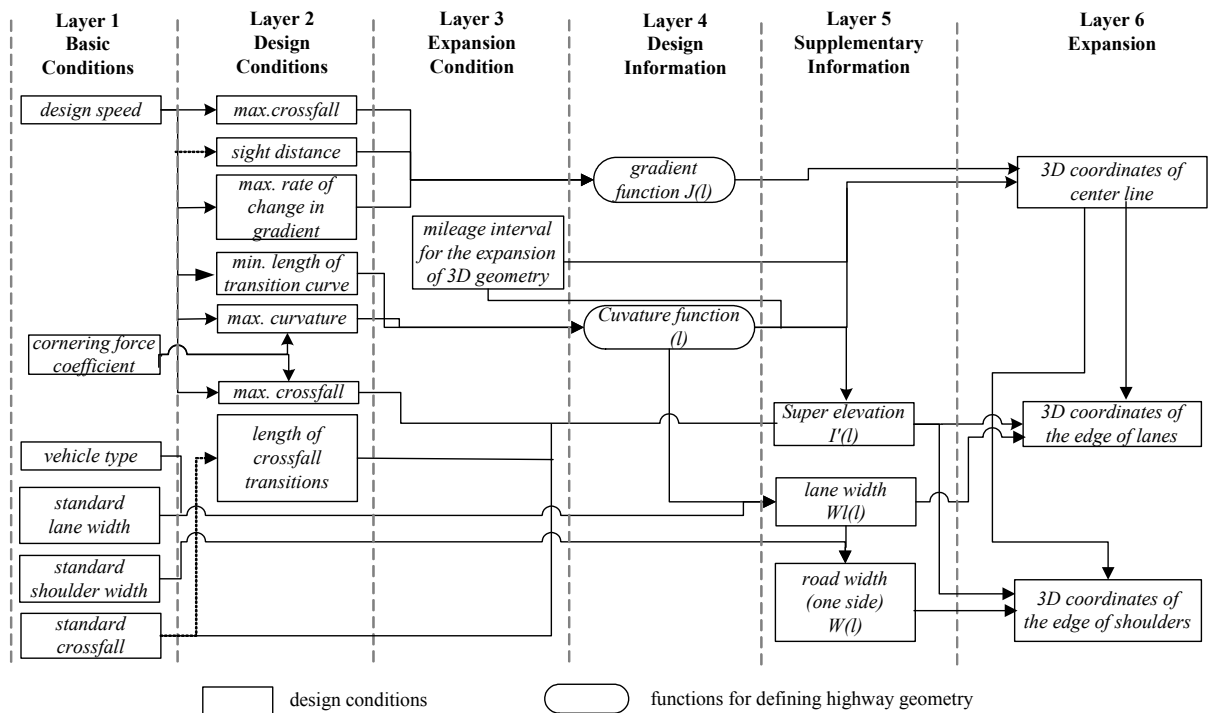 Layer 1
Basic
Conditions
Layer 2
Design
Conditions
Layer 3
Expansion
Condition
Layer 4
Design
Information
Layer 5
Supplementary
Information
Layer 6
Expansion
design speed
cornering force
coefficient
vehicle type
standard
lane width
standard
shoulder width
standard
crossfall
max.crossfall
sight distance
max. rate of
change in
gradient
min. length of
transition curve
max. curvature
max. crossfall
length of
crossfall
transitions
mileage interval
for the expansion
of 3D geometry
gradient
function J(l)
Cuvature function
(l)
Super elevation
I'(l)
lane width
Wl(l)
road width
(one side)
W(l)
3D coordinates of
center line
3D coordinates of
the edge of lanes
3D coordinates of
the edge of shoulders
design conditions
functions for defining highway geometry